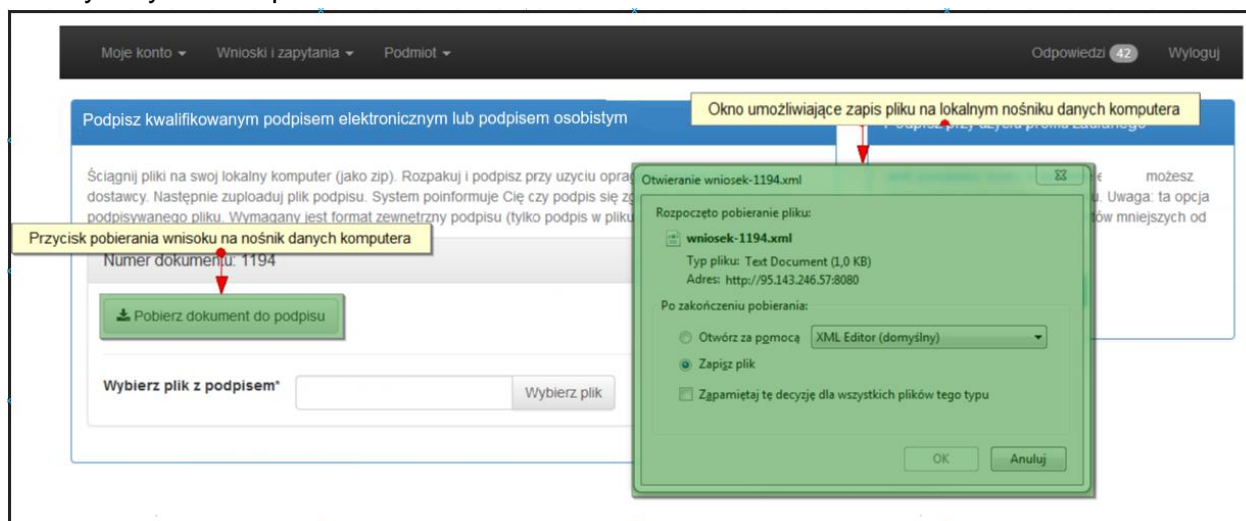 Moje konto Wnioski i zapytania Podmiot Odpowiedzi 42 Wyloguj
Okno umożliwiające zapis pliku na lokalnym nośniku danych komputera
Podpisz kwalifikowanym podpisem elektronicznym lub podpisem osobistym
Ściągnij pliki na swoj lokalny komputer (jako zip). Rozpakuj i podpisz przy uzyciu
dostawcy. Następnie zuploaduj plik podpisu. System poinformuje Cię czy podpis się
podpisywanego pliku. Wymagany jest format zewnetrzny podpisu (tylko podpis w pliku
możesz
Uwaga: ta opcja
mniejszych od
Przycisk pobierania wnisoku na nośnik danych komputera
Numer dokumentu: 1194
Pobierz dokument do podpisu
Wybierz plik z podpisem* Wybierz plik
Otwieranie wniosek-1194.xml
Rozpoczęto pobieranie pliku:
wniosek-1194.xml
Typ pliku: Text Document (1,0 KB)
Adres: http://95.143.246.57:8080
Po zakończeniu pobierania:
Otwórz za pomocą XML Editor (domyślny)
Zapisz plik
Zapamiętaj tę decyzję dla wszystkich plików tego typu
OK Anuluj